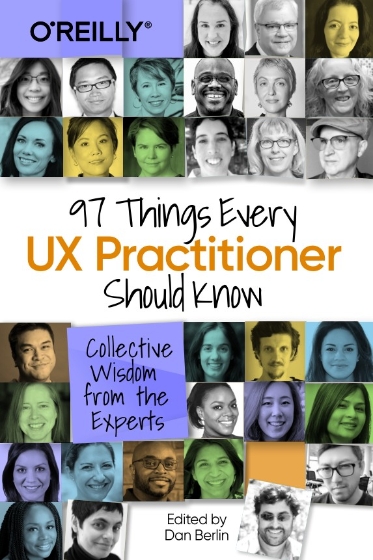 O'REILLY®
97 Things Every
UX Practitioner
Should Know
Collective
Wisdom
from the
Experts
Edited by
Dan Berlin